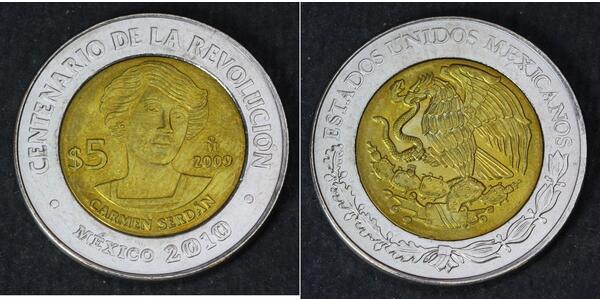 CENTENARIO DE LA REVOLUCIÓN
$5
M̊
2009
CARMEN SERDÁN
MÉXICO 2010
ESTADOS UNIDOS MEXICANOS